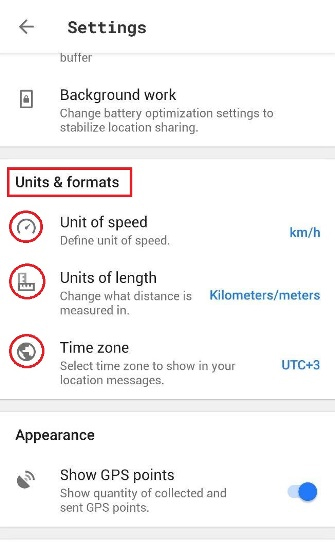 Settings
buffer
Background work
Change battery optimization settings to
stabilize location sharing.
Units & formats
Unit of speed
Define unit of speed.
km/h
Units of length
Change what distance is
measured in.
Kilometers/meters
Time zone
Select time zone to show in your
location messages.
UTC+3
Appearance
Show GPS points
Show quantity of collected and
sent GPS points.